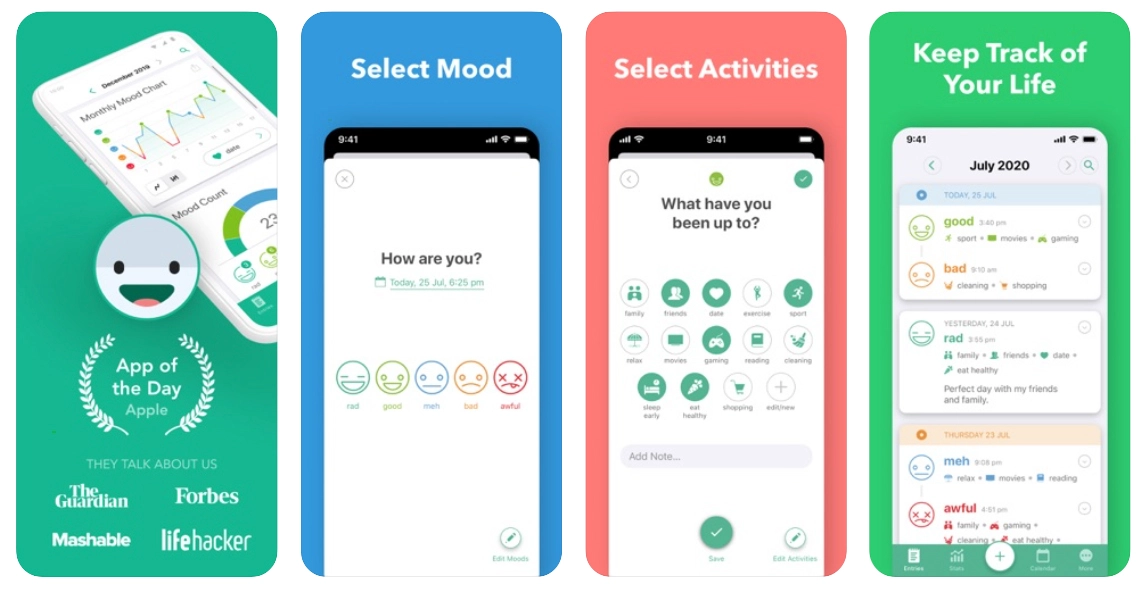 December 2019
Monthly Mood Chart
date
Mood Count
23
rad
App of
the Day
Apple
THEY TALK ABOUT US
The
Guardian
Forbes
Mashable
lifehacker
Select Mood
9:41
How are you?
Today, 25 Jul, 6:25 pm
rad good meh bad awful
Edit Moods
Select Activities
9:41
What have you
been up to?
family friends date exercise sport
relax movies gaming reading cleaning
sleep early eat healthy shopping edit/new
Add Note...
Save
Edit Activities
Keep Track of
Your Life
9:41
July 2020
TODAY, 25 JUL
good 3:40 pm
sport movies gaming
bad 9:10 am
cleaning shopping
YESTERDAY, 24 JUL
rad 3:55 pm
family friends date
eat healthy
Perfect day with my friends
and family.
THURSDAY 23 JUL
meh 9:08 pm
relax movies reading
awful 4:51 pm
family gaming
cleaning eat healthy
Entries Stats Calendar More